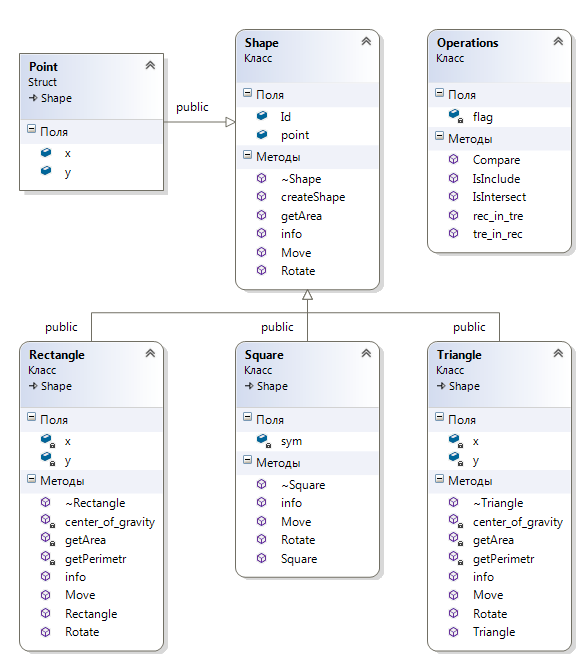 Point
Struct
Shape
Поля
x
y
public
Shape
Класс
Поля
Id
point
Методы
~Shape
createShape
getArea
info
Move
Rotate
Operations
Класс
Поля
flag
Методы
Compare
IsInclude
IsIntersect
rec_in_tre
tre_in_rec
public
public
public
Rectangle
Класс
Shape
Поля
x
y
Методы
~Rectangle
center_of_gravity
getArea
getPerimetr
info
Move
Rectangle
Rotate
Square
Класс
Shape
Поля
sym
Методы
~Square
info
Move
Rotate
Square
Triangle
Класс
Shape
Поля
x
y
Методы
~Triangle
center_of_gravity
getArea
getPerimetr
info
Move
Rotate
Triangle